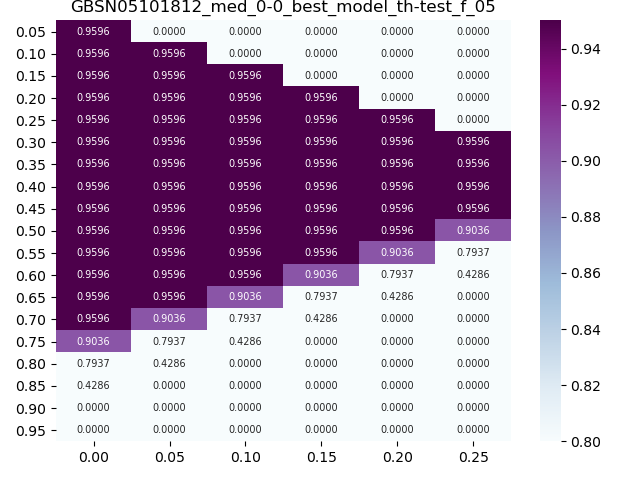 GBSN05101812_med_0-0_best_model_th-test_f_05
0.05 0.9596 0.0000 0.0000 0.0000 0.0000 0.0000
0.10 0.9596 0.9596 0.0000 0.0000 0.0000 0.0000
0.15 0.9596 0.9596 0.9596 0.0000 0.0000 0.0000
0.20 0.9596 0.9596 0.9596 0.9596 0.0000 0.0000
0.25 0.9596 0.9596 0.9596 0.9596 0.9596 0.0000
0.30 0.9596 0.9596 0.9596 0.9596 0.9596 0.9596
0.35 0.9596 0.9596 0.9596 0.9596 0.9596 0.9596
0.40 0.9596 0.9596 0.9596 0.9596 0.9596 0.9596
0.45 0.9596 0.9596 0.9596 0.9596 0.9596 0.9596
0.50 0.9596 0.9596 0.9596 0.9596 0.9596 0.9036
0.55 0.9596 0.9596 0.9596 0.9596 0.9036 0.7937
0.60 0.9596 0.9596 0.9596 0.9036 0.7937 0.4286
0.65 0.9596 0.9596 0.9036 0.7937 0.4286 0.0000
0.70 0.9596 0.9036 0.7937 0.4286 0.0000 0.0000
0.75 0.9036 0.7937 0.4286 0.0000 0.0000 0.0000
0.80 0.7937 0.4286 0.0000 0.0000 0.0000 0.0000
0.85 0.4286 0.0000 0.0000 0.0000 0.0000 0.0000
0.90 0.0000 0.0000 0.0000 0.0000 0.0000 0.0000
0.95 0.0000 0.0000 0.0000 0.0000 0.0000 0.0000
0.00 0.05 0.10 0.15 0.20 0.25
0.94
0.92
0.90
0.88
0.86
0.84
0.82
0.80